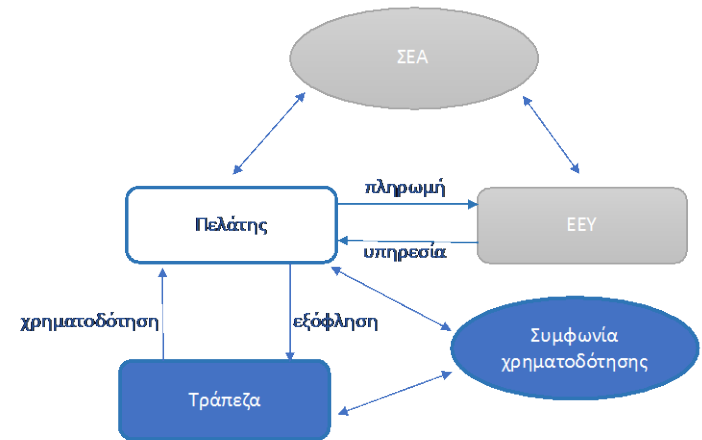 ΣΕΑ
πληρωμή
Πελάτης
ΕΕΥ
υπηρεσία
χρηματοδότηση
εξόφληση
Συμφωνία
χρηματοδότησης
Τράπεζα